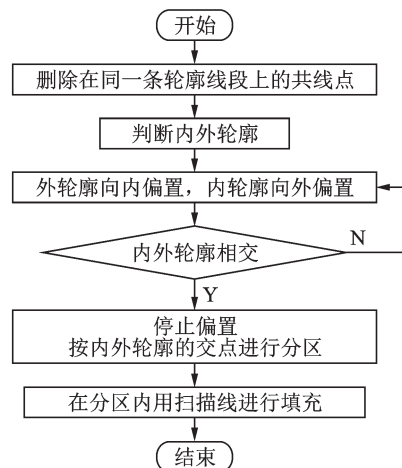 开始
删除在同一条轮廓线段上的共线点
判断内外轮廓
外轮廓向内偏置，内轮廓向外偏置
内外轮廓相交
N
Y
停止偏置
按内外轮廓的交点进行分区
在分区内用扫描线进行填充
结束